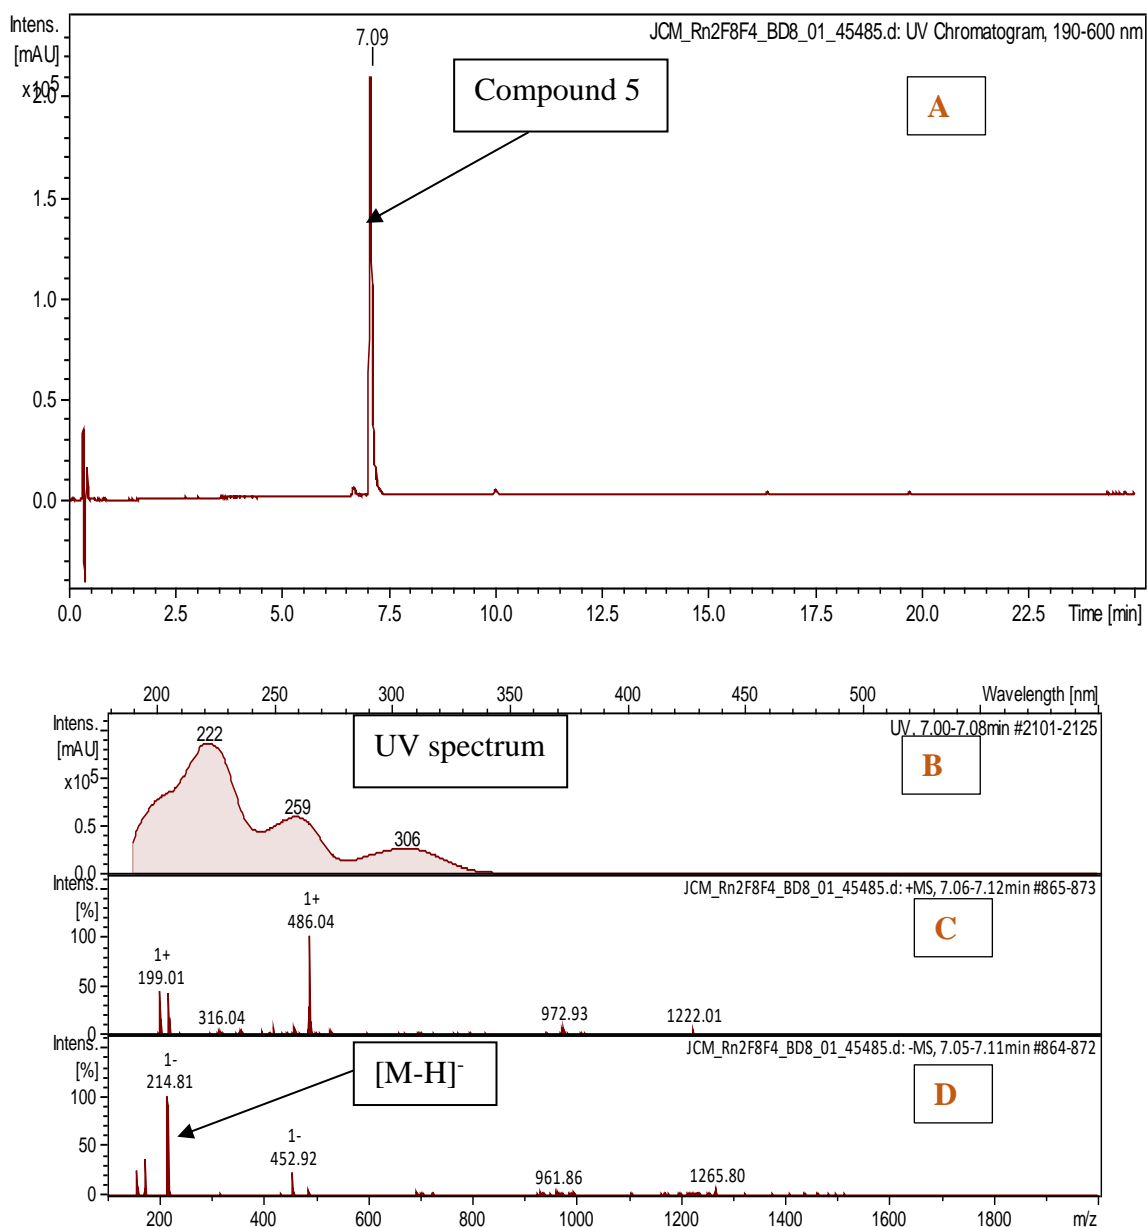 Intens.
[mAU]
x10^5
7.09
JCM_Rn2F8F4_BD8_01_45485.d: UV Chromatogram, 190-600 nm
Compound 5
A
2.0
1.5
1.0
0.5
0.0
0.0 2.5 5.0 7.5 10.0 12.5 15.0 17.5 20.0 22.5 Time [min]
200 250 300 350 400 450 500 Wavelength [nm]
Intens.
[mAU]
x10^5
222
UV spectrum
UV, 7.00-7.08min #2101-2125
B
259
306
0.5
0.0
Intens.
[%]
JCM_Rn2F8F4_BD8_01_45485.d: +MS, 7.06-7.12min #865-873
C
1+
486.04
1+
199.01
316.04
972.93
1222.01
100
50
0
Intens.
[%]
JCM_Rn2F8F4_BD8_01_45485.d: -MS, 7.05-7.11min #864-872
D
1-
214.81
[M-H]-
1-
452.92
961.86
1265.80
100
50
0
200 400 600 800 1000 1200 1400 1600 1800 m/z